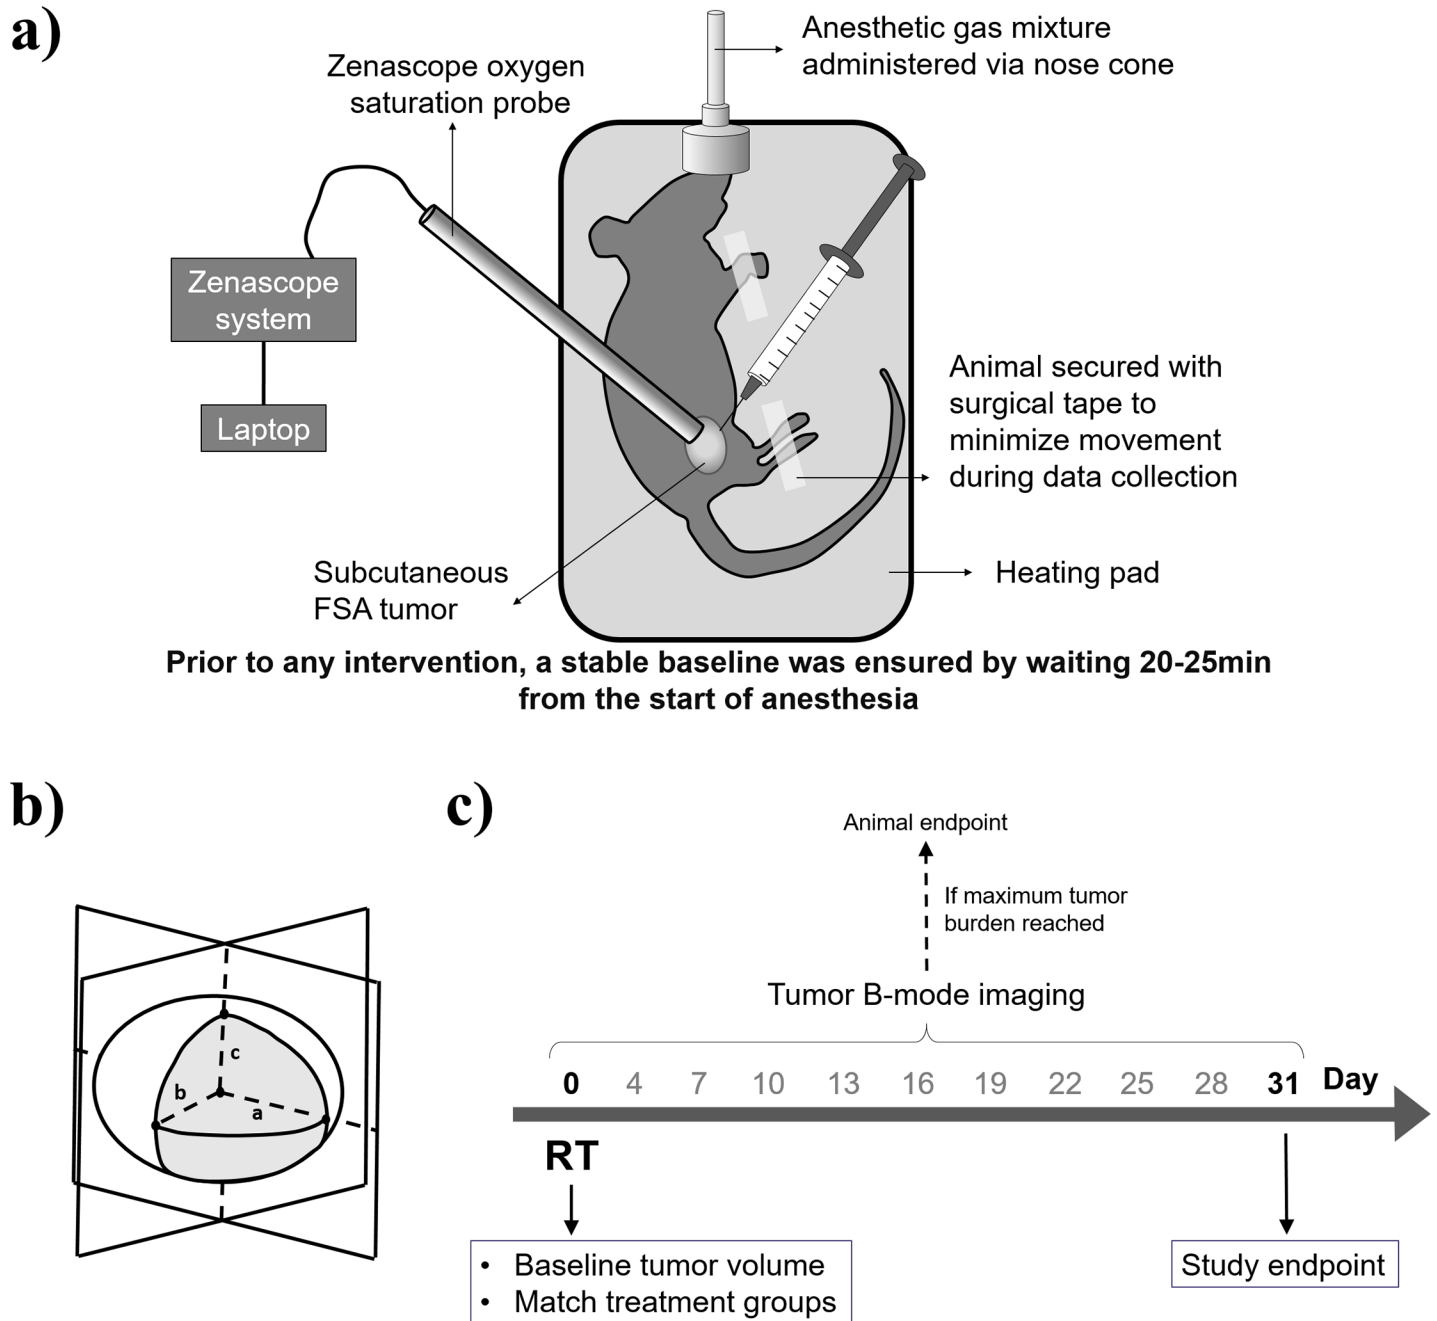 a)
Anesthetic gas mixture
administered via nose cone
Zenascope oxygen
saturation probe
Zenascope
system
Laptop
Animal secured with
surgical tape to
minimize movement
during data collection
Subcutaneous
FSA tumor
Heating pad
Prior to any intervention, a stable baseline was ensured by waiting 20-25min
from the start of anesthesia
b)
c
b
a
c)
Animal endpoint
If maximum tumor
burden reached
Tumor B-mode imaging
0 4 7 10 13 16 19 22 25 28 31 Day
RT
• Baseline tumor volume
• Match treatment groups
Study endpoint